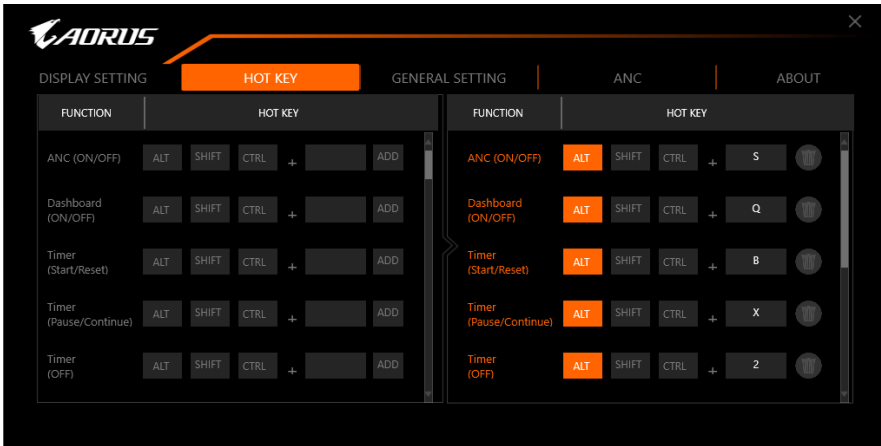 AORUS
DISPLAY SETTING HOT KEY GENERAL SETTING ANC ABOUT
FUNCTION HOT KEY FUNCTION HOT KEY
ANC (ON/OFF) ALT SHIFT CTRL + ADD ANC (ON/OFF) ALT SHIFT CTRL + S
Dashboard
(ON/OFF) ALT SHIFT CTRL + ADD Dashboard
(ON/OFF) ALT SHIFT CTRL + Q
Timer
(Start/Reset) ALT SHIFT CTRL + ADD Timer
(Start/Reset) ALT SHIFT CTRL + B
Timer
(Pause/Continue) ALT SHIFT CTRL + ADD Timer
(Pause/Continue) ALT SHIFT CTRL + X
Timer
(OFF) ALT SHIFT CTRL + ADD Timer
(OFF) ALT SHIFT CTRL + 2